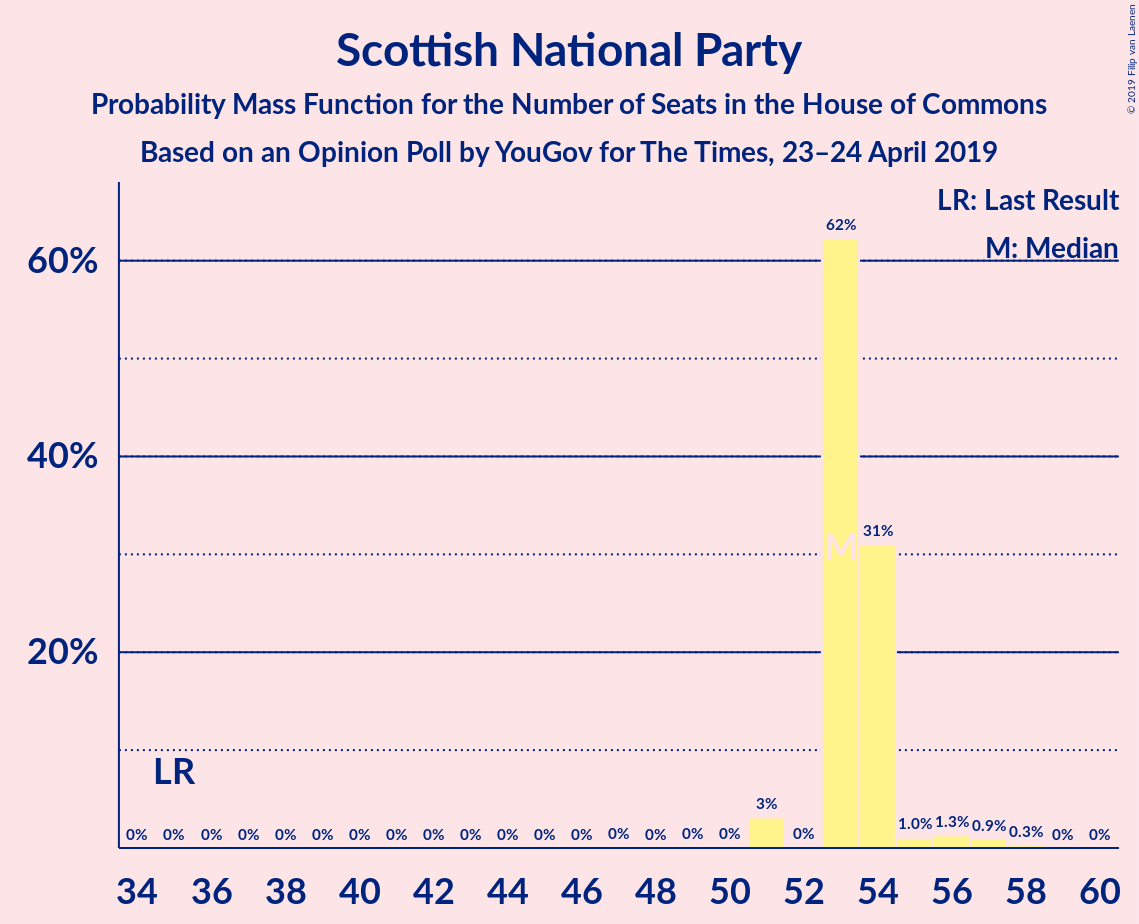 Scottish National Party
Probability Mass Function for the Number of Seats in the House of Commons
Based on an Opinion Poll by YouGov for The Times, 23–24 April 2019
© 2019 Filip van Laenen
LR: Last Result
M: Median
60%
40%
20%
62%
M
31%
LR
3%
0% 0% 0% 0% 0% 0% 0% 0% 0% 0% 0% 0% 0% 0% 0% 0% 0% 0% 1.0% 1.3% 0.9% 0.3% 0% 0%
34 36 38 40 42 44 46 48 50 52 54 56 58 60